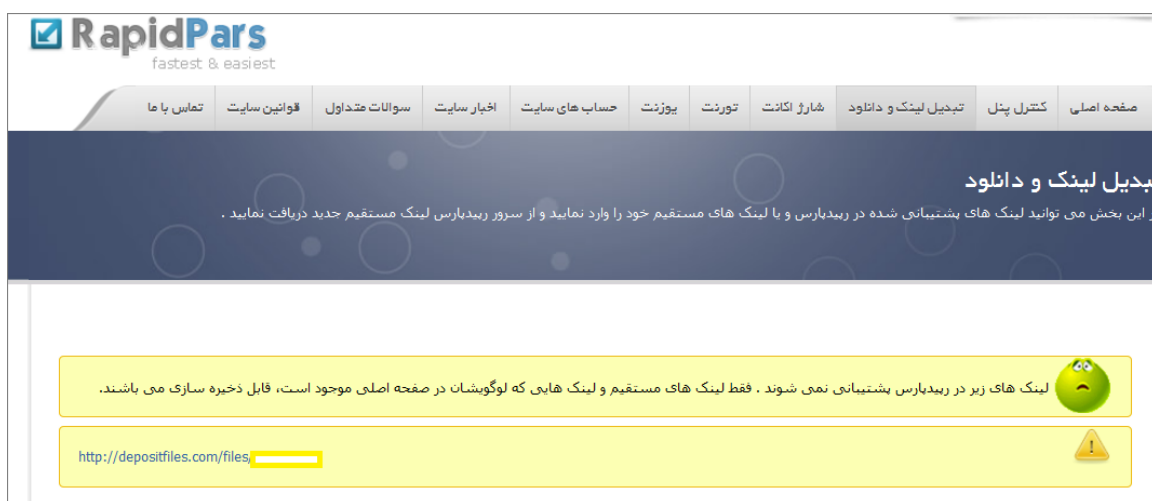 RapidPars
fastest & easiest
صفحه اصلی کنترل پنل تبدیل لینک و دانلود شارژ اکانت تورنت یوزنت حساب های سایت اخبار سایت سوالات متداول قوانین سایت تماس با ما
تبدیل لینک و دانلود
این بخش می توانید لینک های پشتیبانی شده در رپیدپارس و یا لینک های مستقیم خود را وارد نمایید و از سرور رپیدپارس لینک مستقیم جدید دریافت نمایید .
لینک های زیر در رپیدپارس پشتیبانی نمی شوند . فقط لینک های مستقیم و لینک هایی که لوگویشان در صفحه اصلی موجود است، قابل ذخیره سازی می باشند.
http://depositfiles.com/files/